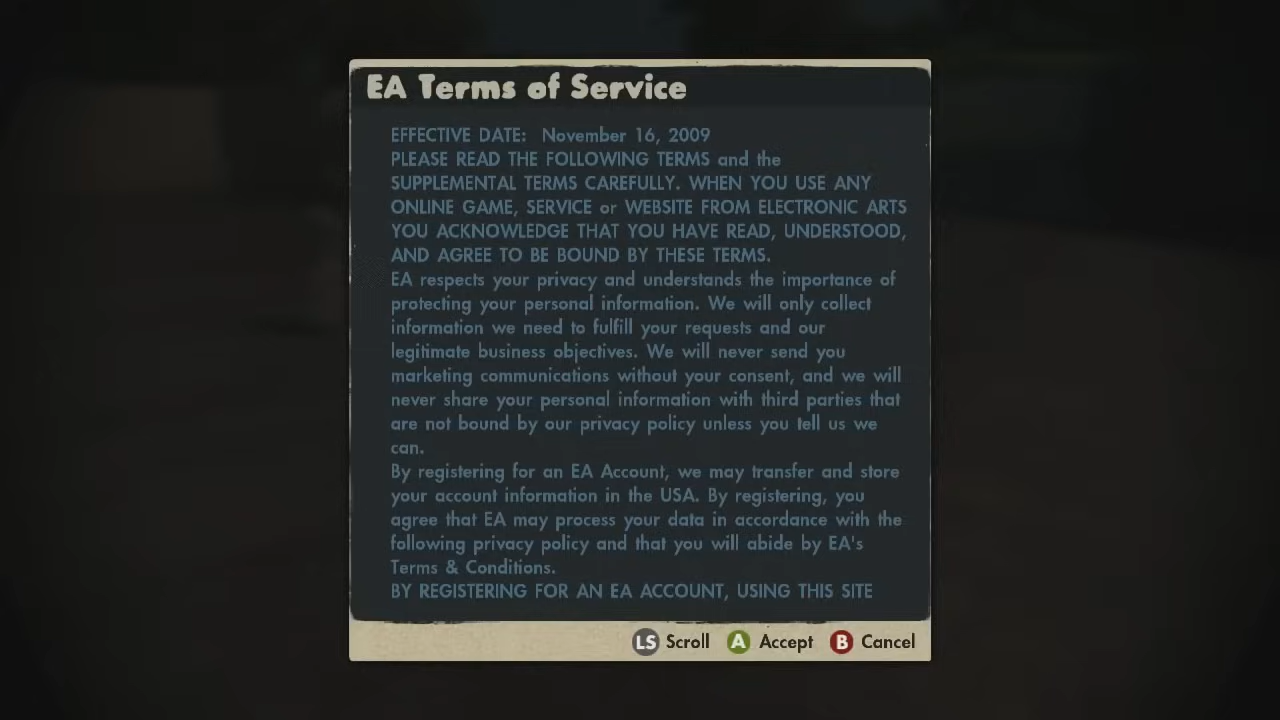 EA Terms of Service
EFFECTIVE DATE: November 16, 2009
PLEASE READ THE FOLLOWING TERMS and the
SUPPLEMENTAL TERMS CAREFULLY. WHEN YOU USE ANY
ONLINE GAME, SERVICE or WEBSITE FROM ELECTRONIC ARTS
YOU ACKNOWLEDGE THAT YOU HAVE READ, UNDERSTOOD,
AND AGREE TO BE BOUND BY THESE TERMS.
EA respects your privacy and understands the importance of
protecting your personal information. We will only collect
information we need to fulfill your requests and our
legitimate business objectives. We will never send you
marketing communications without your consent, and we will
never share your personal information with third parties that
are not bound by our privacy policy unless you tell us we
can.
By registering for an EA Account, we may transfer and store
your account information in the USA. By registering, you
agree that EA may process your data in accordance with the
following privacy policy and that you will abide by EA's
Terms & Conditions.
BY REGISTERING FOR AN EA ACCOUNT, USING THIS SITE
LS Scroll A Accept B Cancel